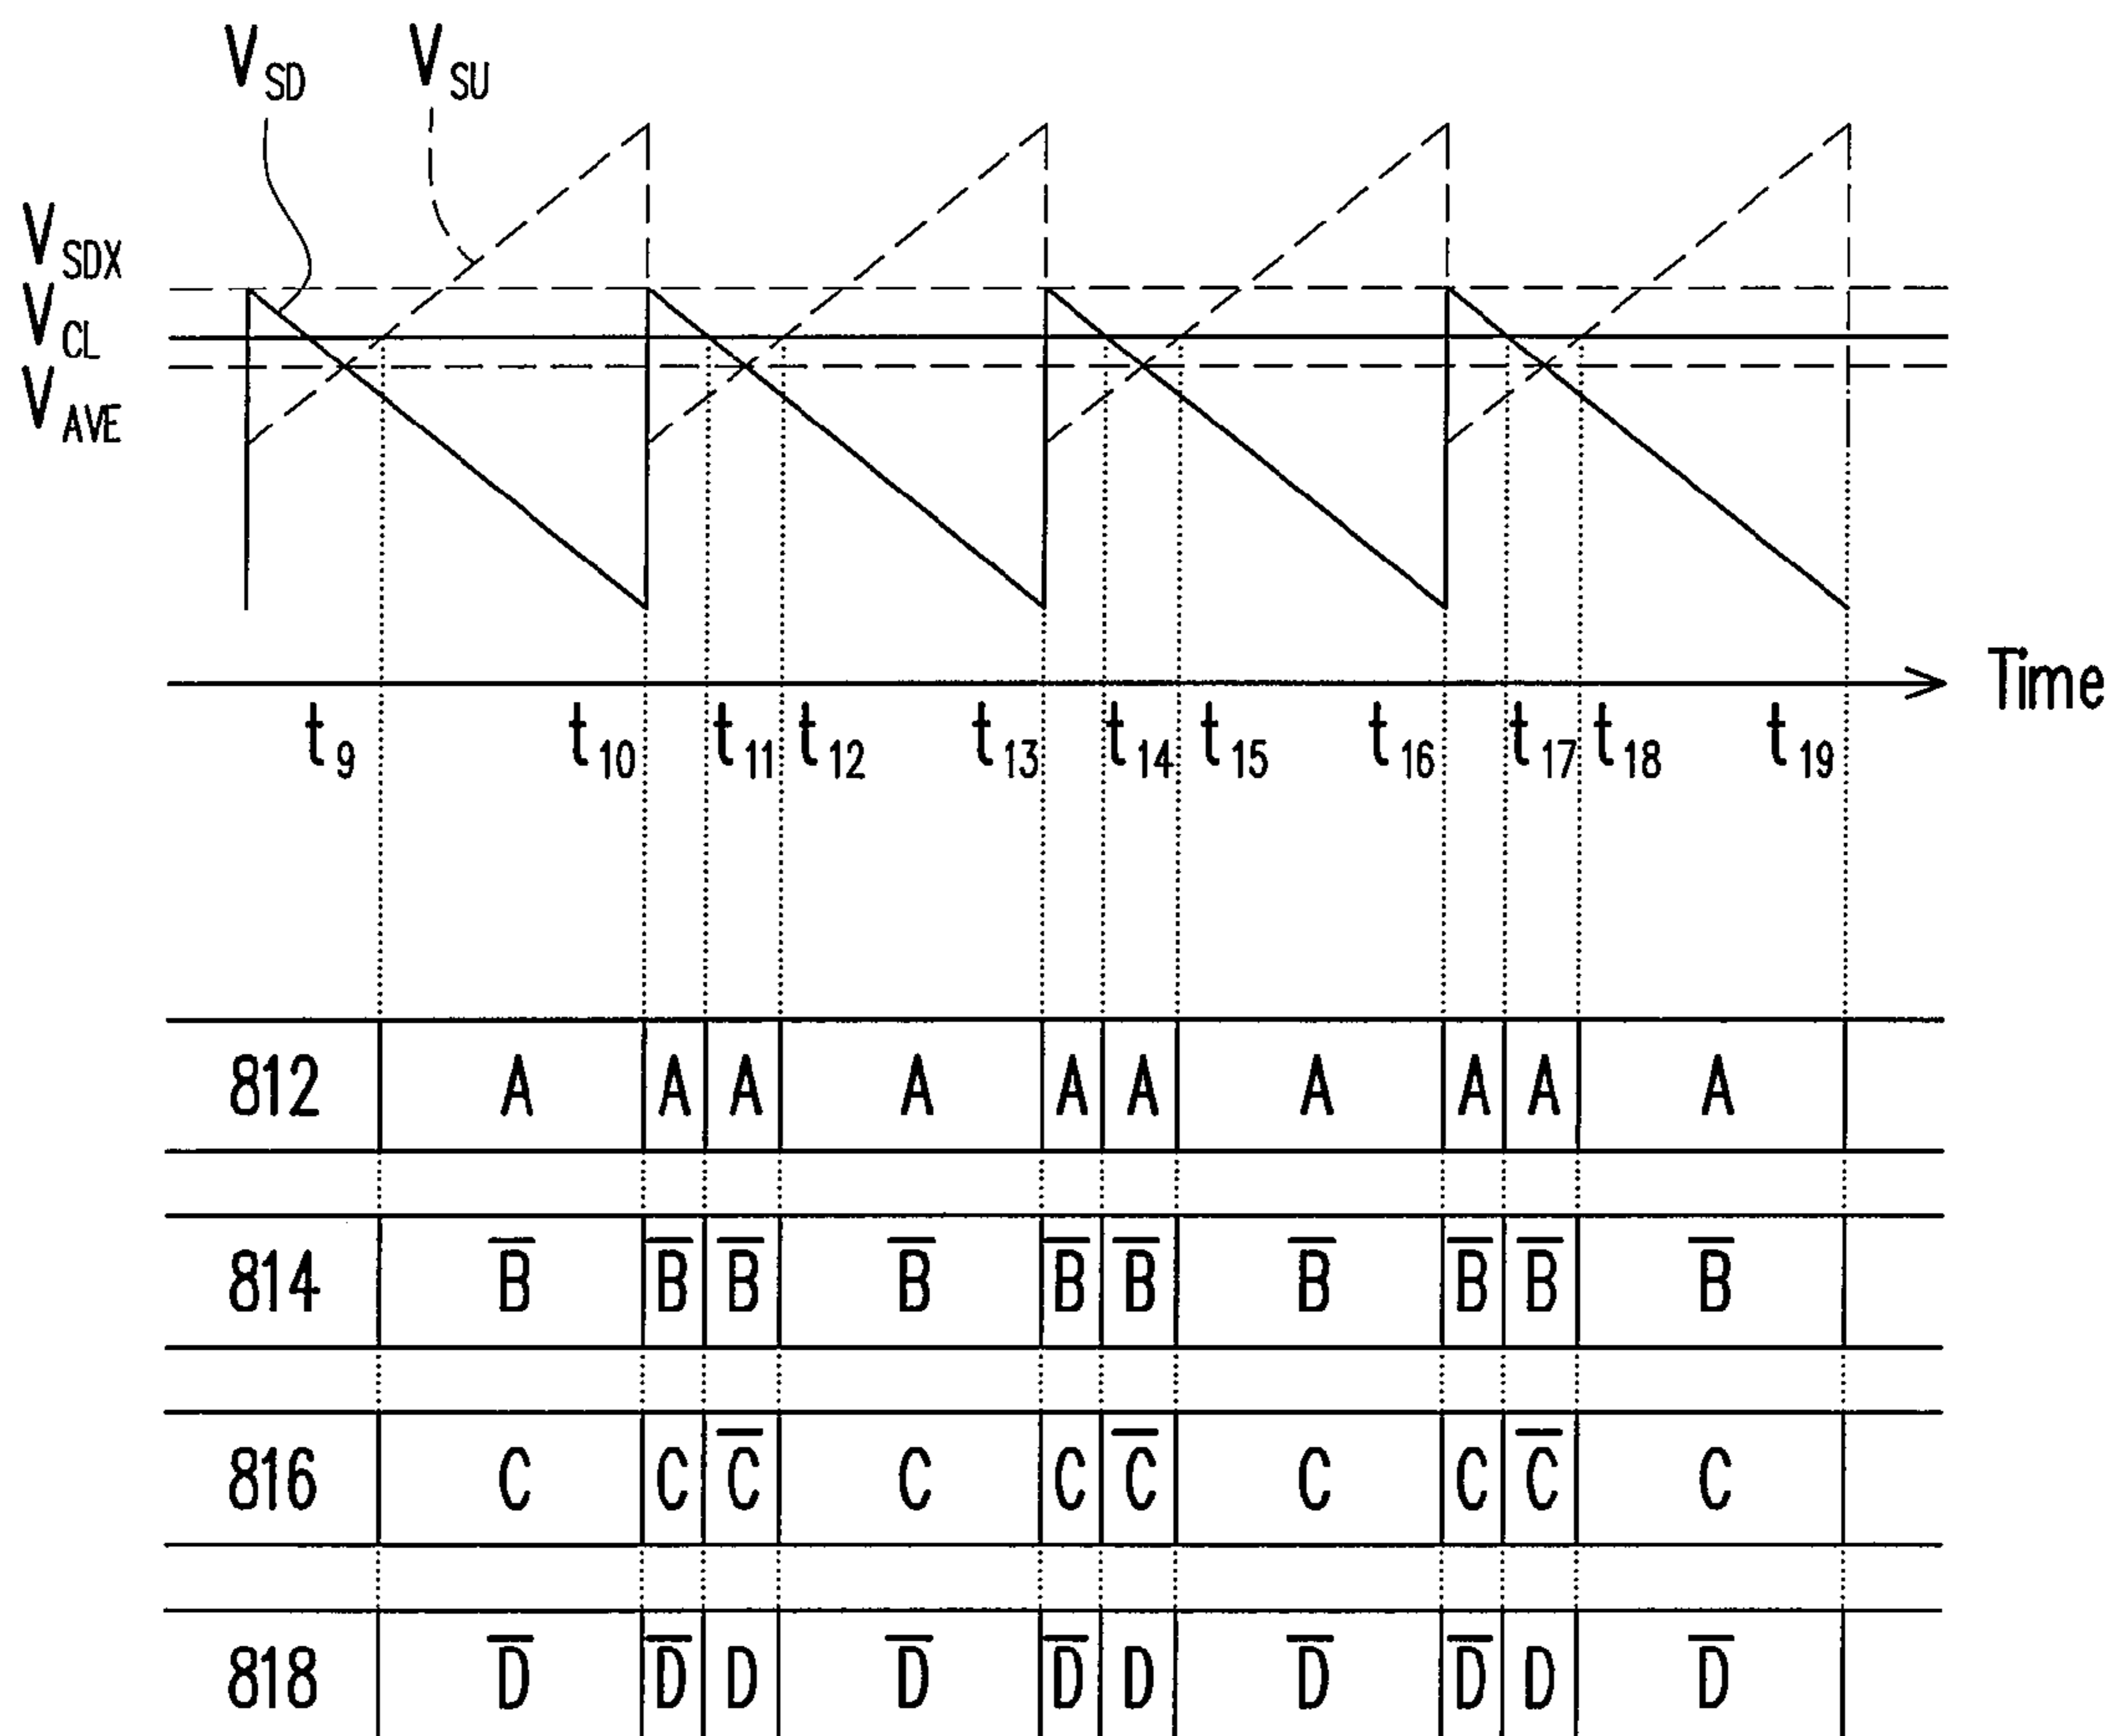 V_SD V_SU
V_SDX
V_CL
V_AVE
Time
t_9 t_10 t_11 t_12 t_13 t_14 t_15 t_16 t_17 t_18 t_19
812 A A A A A A A A A A
814 B̅ B̅ B̅ B̅ B̅ B̅ B̅ B̅ B̅ B̅
816 C C C̅ C C C̅ C C C̅ C
818 D̅ D̅ D D̅ D̅ D D̅ D̅ D D̅